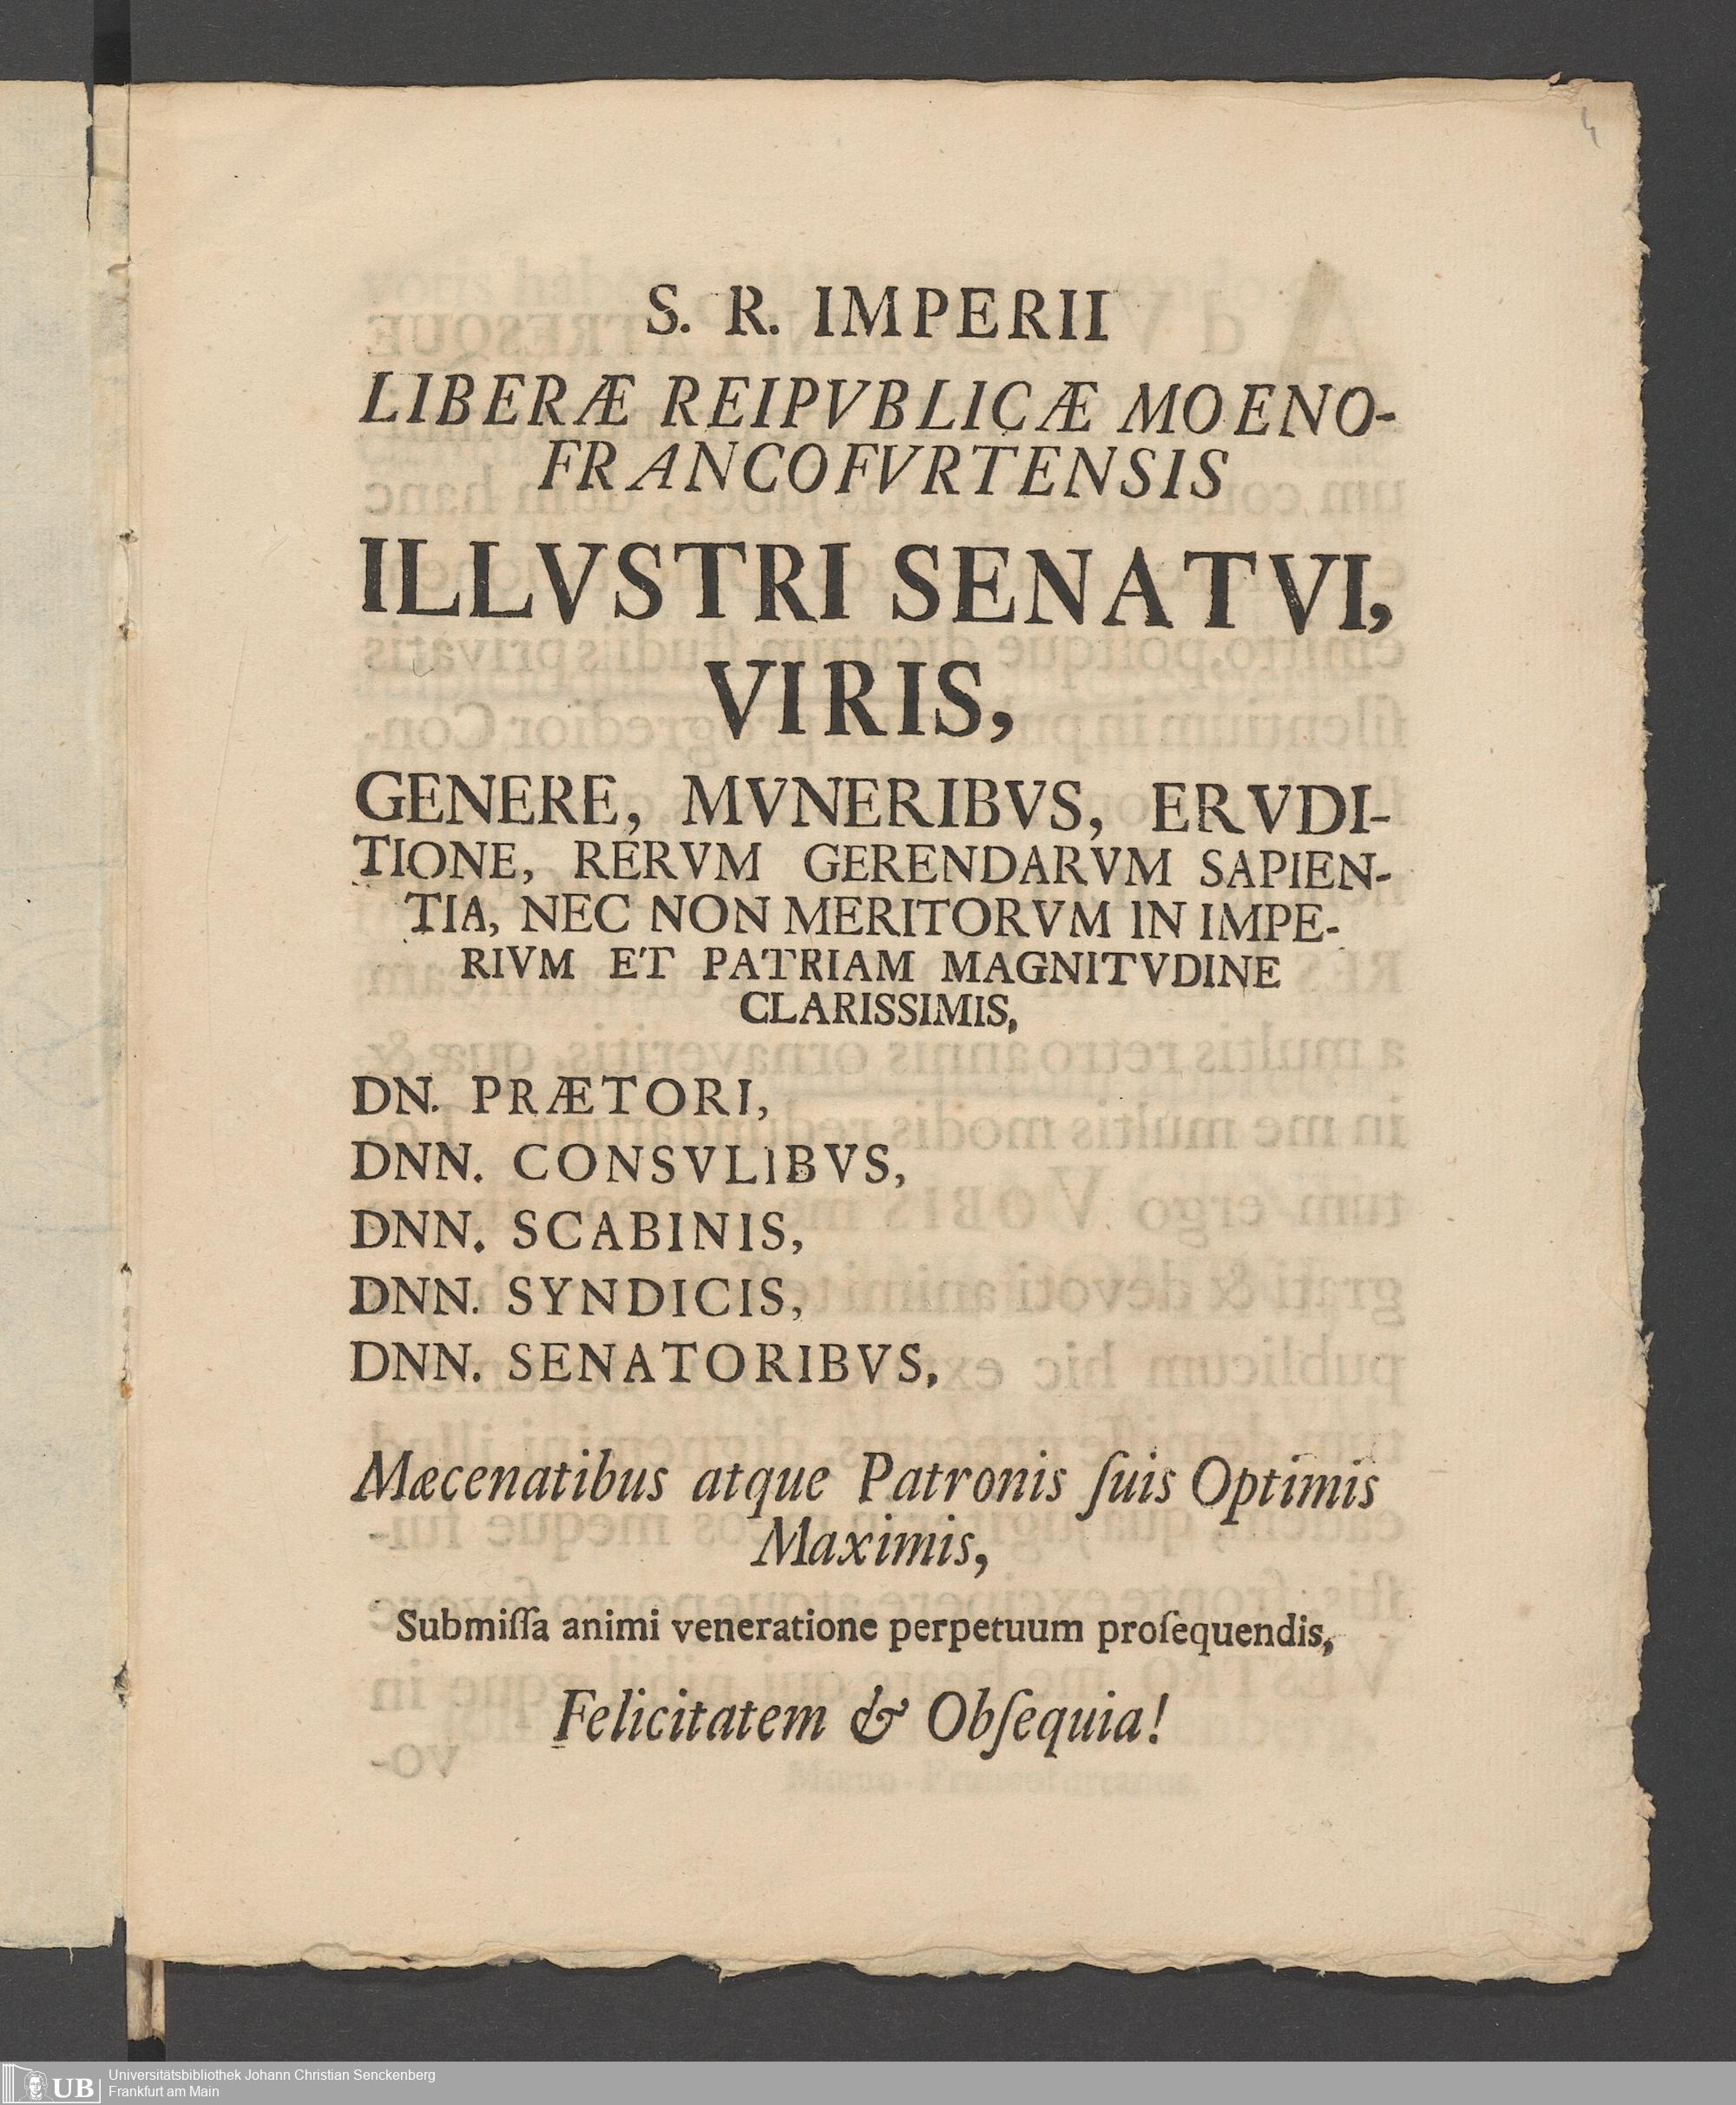 S. R. IMPERII
LIBERÆ REIPVBLICÆ MOENO-
FRANCOFVRTENSIS
ILLVSTRI SENATVI,
VIRIS,
GENERE, MVNERIBVS, ERVDI-
TIONE, RERVM GERENDARVM SAPIEN-
TIA, NEC NON MERITORVM IN IMPE-
RIVM ET PATRIAM MAGNITVDINE
CLARISSIMIS,
DN. PRÆTORI,
DNN. CONSVLIBVS,
DNN. SCABINIS,
DNN. SYNDICIS,
DNN. SENATORIBVS,
Mæcenatibus atque Patronis ſuis Optimis
Maximis,
Submiſſa animi veneratione perpetuum proſequendis,
Felicitatem & Obſequia!
UB
Universitätsbibliothek Johann Christian Senckenberg
Frankfurt am Main